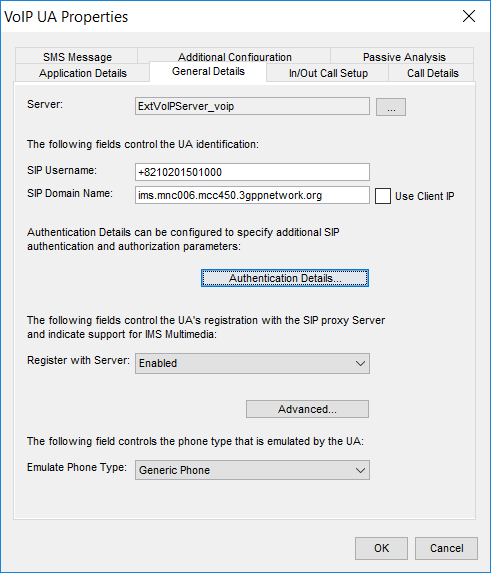 VoIP UA Properties
SMS Message Additional Configuration Passive Analysis
Application Details General Details In/Out Call Setup Call Details
Server: ExtVoIPServer_voip ...
The following fields control the UA identification:
SIP Username: +8210201501000
SIP Domain Name: ims.mnc006.mcc450.3gppnetwork.org Use Client IP
Authentication Details can be configured to specify additional SIP
authentication and authorization parameters:
Authentication Details...
The following fields control the UA's registration with the SIP proxy Server
and indicate support for IMS Multimedia:
Register with Server: Enabled
Advanced...
The following field controls the phone type that is emulated by the UA:
Emulate Phone Type: Generic Phone
OK Cancel